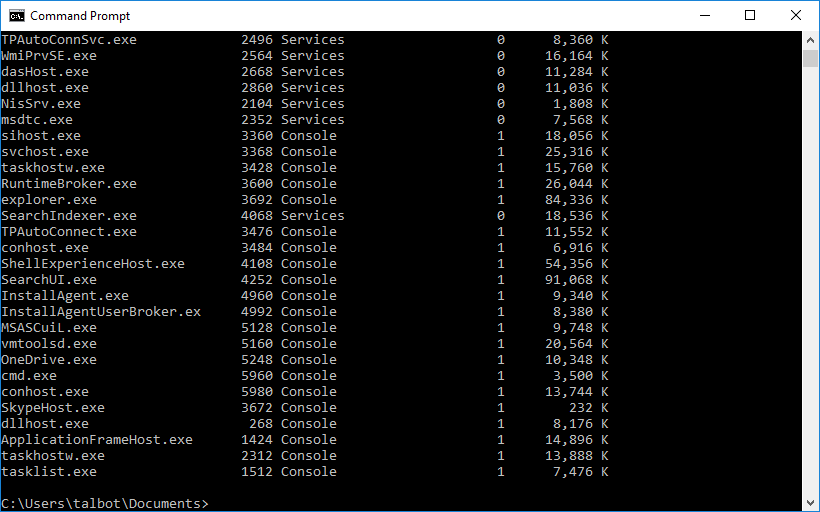 Command Prompt
TPAutoConnSvc.exe             2496 Services                   0      8,360 K
WmiPrvSE.exe                  2564 Services                   0     16,164 K
dasHost.exe                   2668 Services                   0     11,284 K
dllhost.exe                   2860 Services                   0     11,036 K
NisSrv.exe                    2104 Services                   0      1,808 K
msdtc.exe                     2352 Services                   0      7,568 K
sihost.exe                    3360 Console                    1     18,056 K
svchost.exe                   3368 Console                    1     25,316 K
taskhostw.exe                 3428 Console                    1     15,760 K
RuntimeBroker.exe             3600 Console                    1     26,044 K
explorer.exe                  3692 Console                    1     84,336 K
SearchIndexer.exe             4068 Services                   0     18,536 K
TPAutoConnect.exe             3476 Console                    1     11,552 K
conhost.exe                   3484 Console                    1      6,916 K
ShellExperienceHost.exe       4108 Console                    1     54,356 K
SearchUI.exe                  4252 Console                    1     91,068 K
InstallAgent.exe              4960 Console                    1      9,340 K
InstallAgentUserBroker.ex     4992 Console                    1      8,380 K
MSASCuiL.exe                  5128 Console                    1      9,748 K
vmtoolsd.exe                  5160 Console                    1     20,564 K
OneDrive.exe                  5248 Console                    1     10,348 K
cmd.exe                       5960 Console                    1      3,500 K
conhost.exe                   5980 Console                    1     13,744 K
SkypeHost.exe                 3672 Console                    1        232 K
dllhost.exe                    268 Console                    1      8,176 K
ApplicationFrameHost.exe      1424 Console                    1     14,896 K
taskhostw.exe                 2312 Console                    1     13,888 K
tasklist.exe                  1512 Console                    1      7,476 K
C:\Users\talbot\Documents>